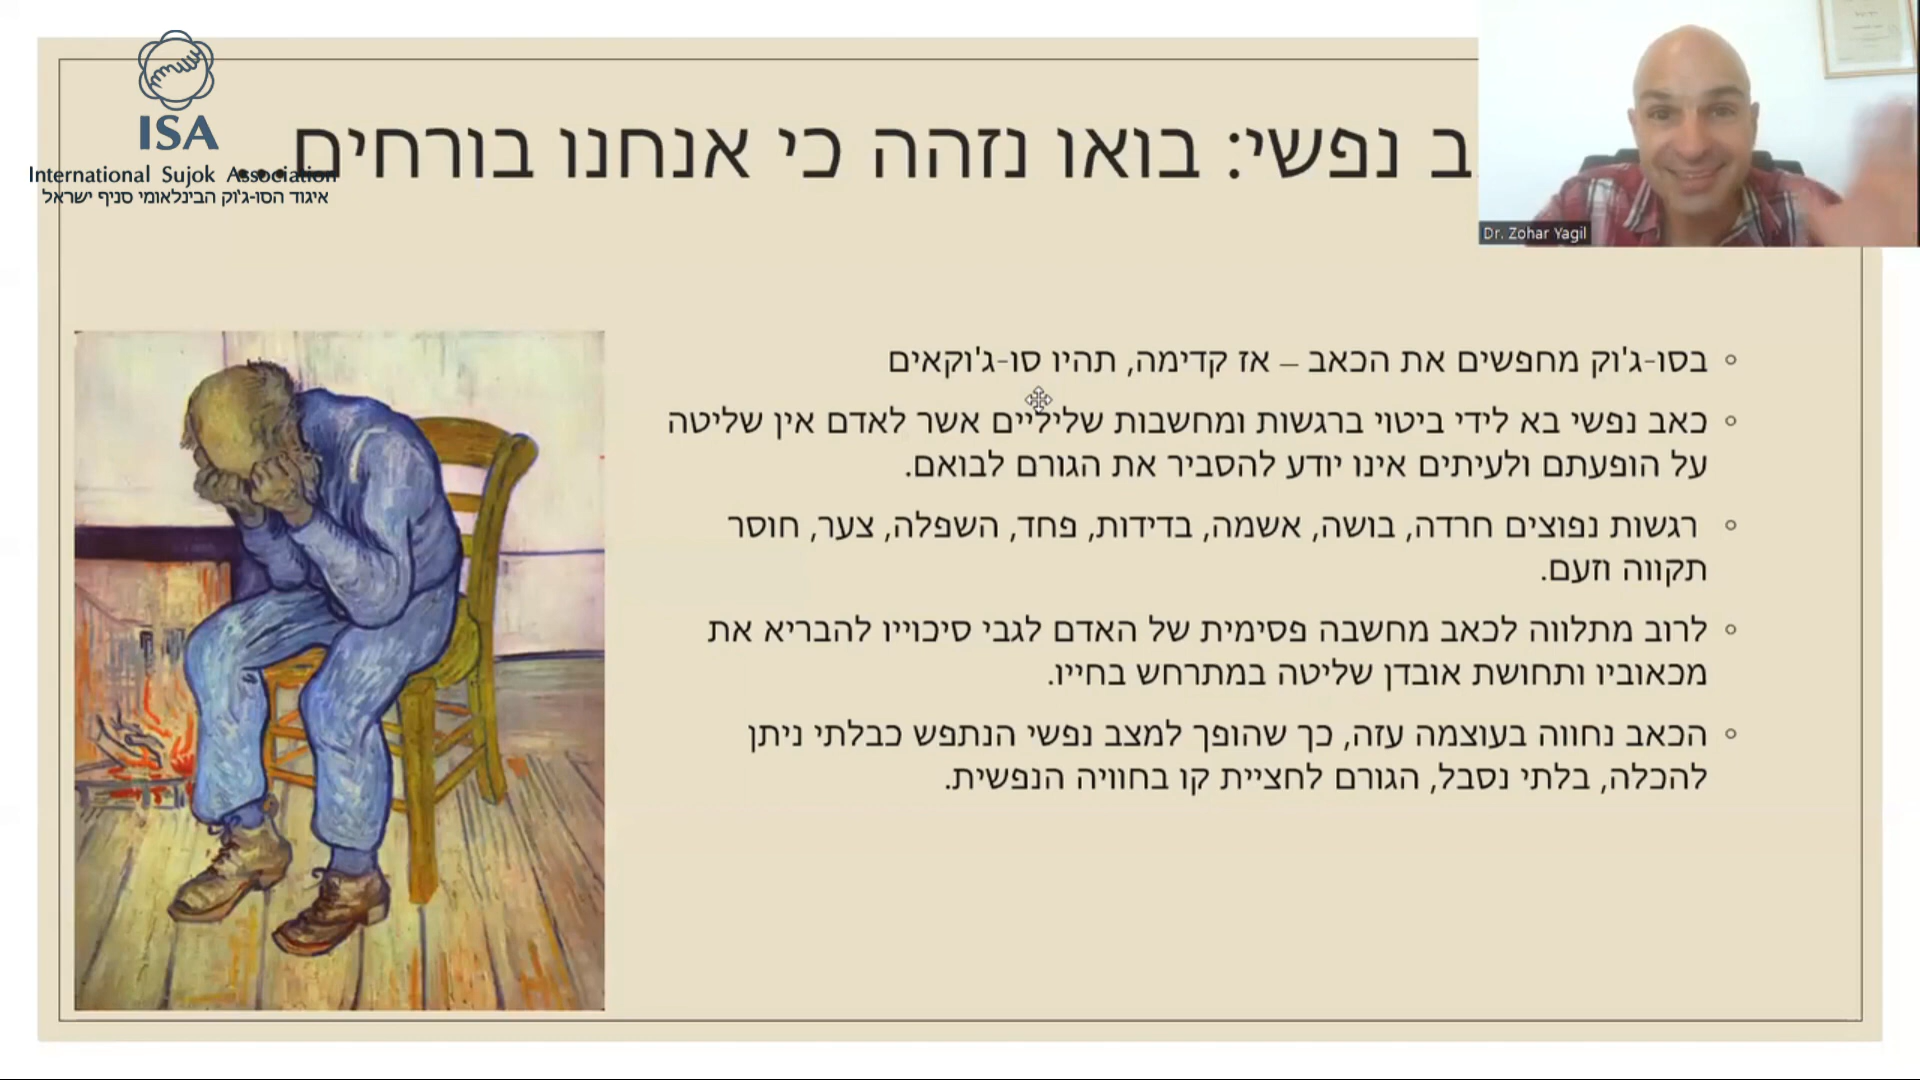 ISA
International Sujok Association
איגוד הסו-ג'וק הבינלאומי סניף ישראל
נפשי: בואו נזהה כי אנחנו בורחים...
Dr. Zohar Yagil
בסו-ג'וק מחפשים את הכאב – אז קדימה, תהיו סו-ג'וקאים
כאב נפשי בא לידי ביטוי ברגשות ומחשבות שליליים אשר לאדם אין שליטה
על הופעתם ולעיתים אינו יודע להסביר את הגורם לבואם.
רגשות נפוצים חרדה, בושה, אשמה, בדידות, פחד, השפלה, צער, חוסר
תקווה וזעם.
לרוב מתלווה לכאב מחשבה פסימית של האדם לגבי סיכוייו להבריא את
מכאוביו ותחושת אובדן שליטה במתרחש בחייו.
הכאב נחווה בעוצמה עזה, כך שהופך למצב נפשי הנתפש כבלתי ניתן
להכלה, בלתי נסבל, הגורם לחציית קו בחוויה הנפשית.